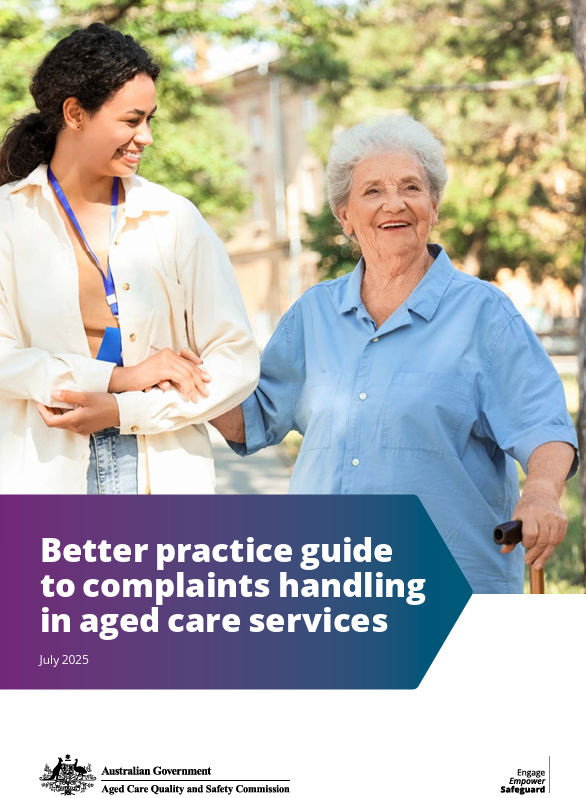 Better practice guide
to complaints handling
in aged care services
July 2025
Australian Government
Aged Care Quality and Safety Commission
Engage
Empower
Safeguard